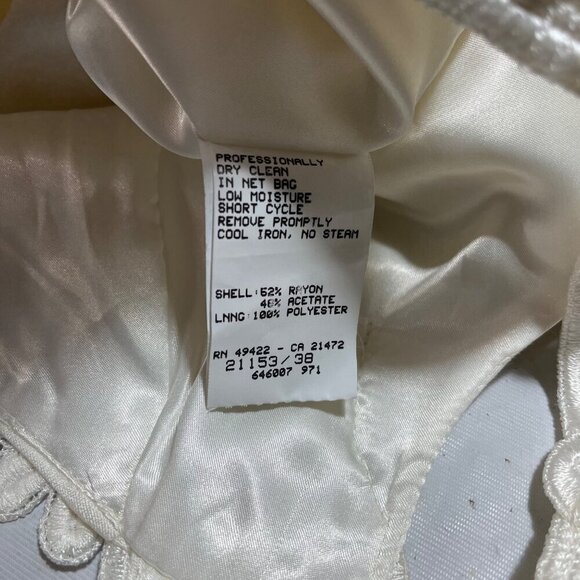 PROFESSIONALLY
DRY CLEAN
IN NET BAG
LOW MOISTURE
SHORT CYCLE
REMOVE PROMPTLY
COOL IRON, NO STEAM
SHELL: 52% RAYON
48% ACETATE
LNNG: 100% POLYESTER
RN 49422 - CA 21472
21153/38
646007 971